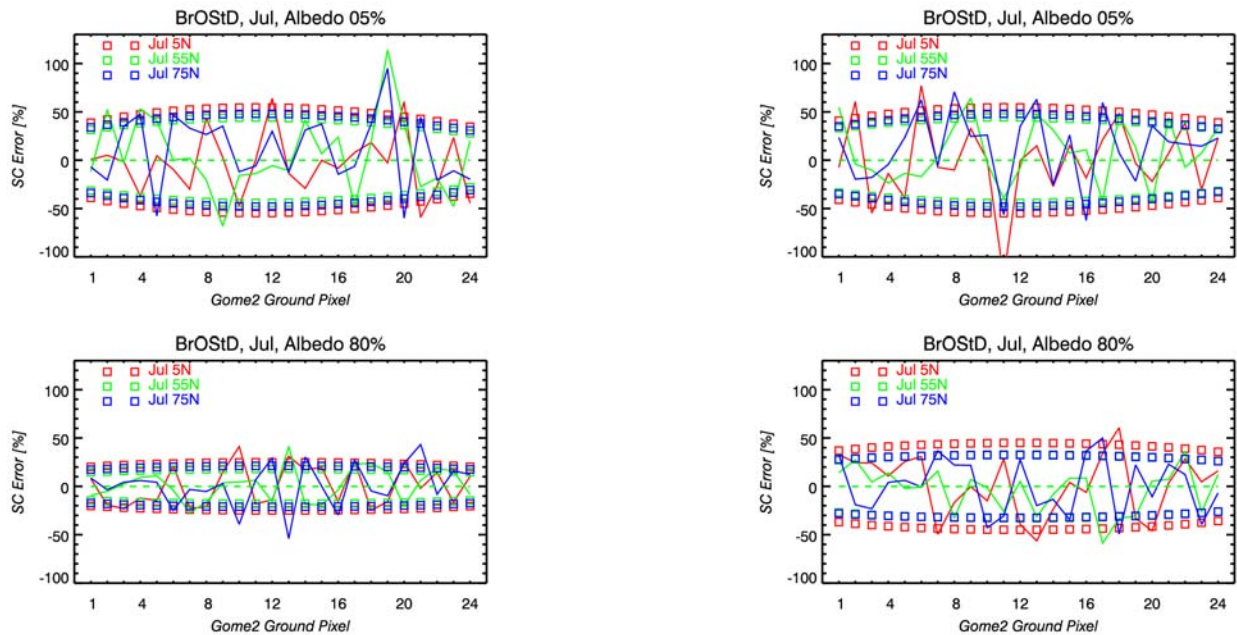 BrOStD, Jul, Albedo 05%
SC Error [%]
100
50
0
-50
-100
Jul 5N
Jul 55N
Jul 75N
1 4 8 12 16 20 24
Gome2 Ground Pixel
BrOStD, Jul, Albedo 05%
SC Error [%]
100
50
0
-50
-100
Jul 5N
Jul 55N
Jul 75N
1 4 8 12 16 20 24
Gome2 Ground Pixel
BrOStD, Jul, Albedo 80%
SC Error [%]
100
50
0
-50
-100
Jul 5N
Jul 55N
Jul 75N
1 4 8 12 16 20 24
Gome2 Ground Pixel
BrOStD, Jul, Albedo 80%
SC Error [%]
100
50
0
-50
-100
Jul 5N
Jul 55N
Jul 75N
1 4 8 12 16 20 24
Gome2 Ground Pixel